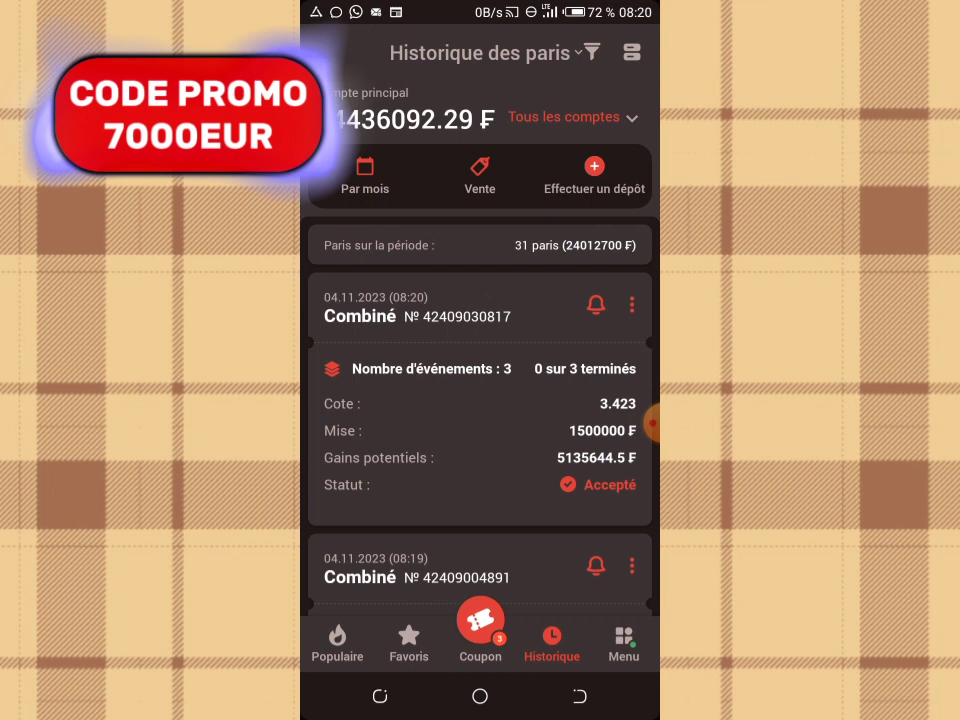 0B/s LTE 72 % 08:20
Historique des paris
CODE PROMO
7000EUR
mpte principal
4436092.29 ₣ Tous les comptes
Par mois Vente Effectuer un dépôt
Paris sur la période : 31 paris (24012700 ₣)
04.11.2023 (08:20)
Combiné № 42409030817
Nombre d'événements : 3 0 sur 3 terminés
Cote : 3.423
Mise : 1500000 ₣
Gains potentiels : 5135644.5 ₣
Statut : Accepté
04.11.2023 (08:19)
Combiné № 42409004891
3
Populaire Favoris Coupon Historique Menu